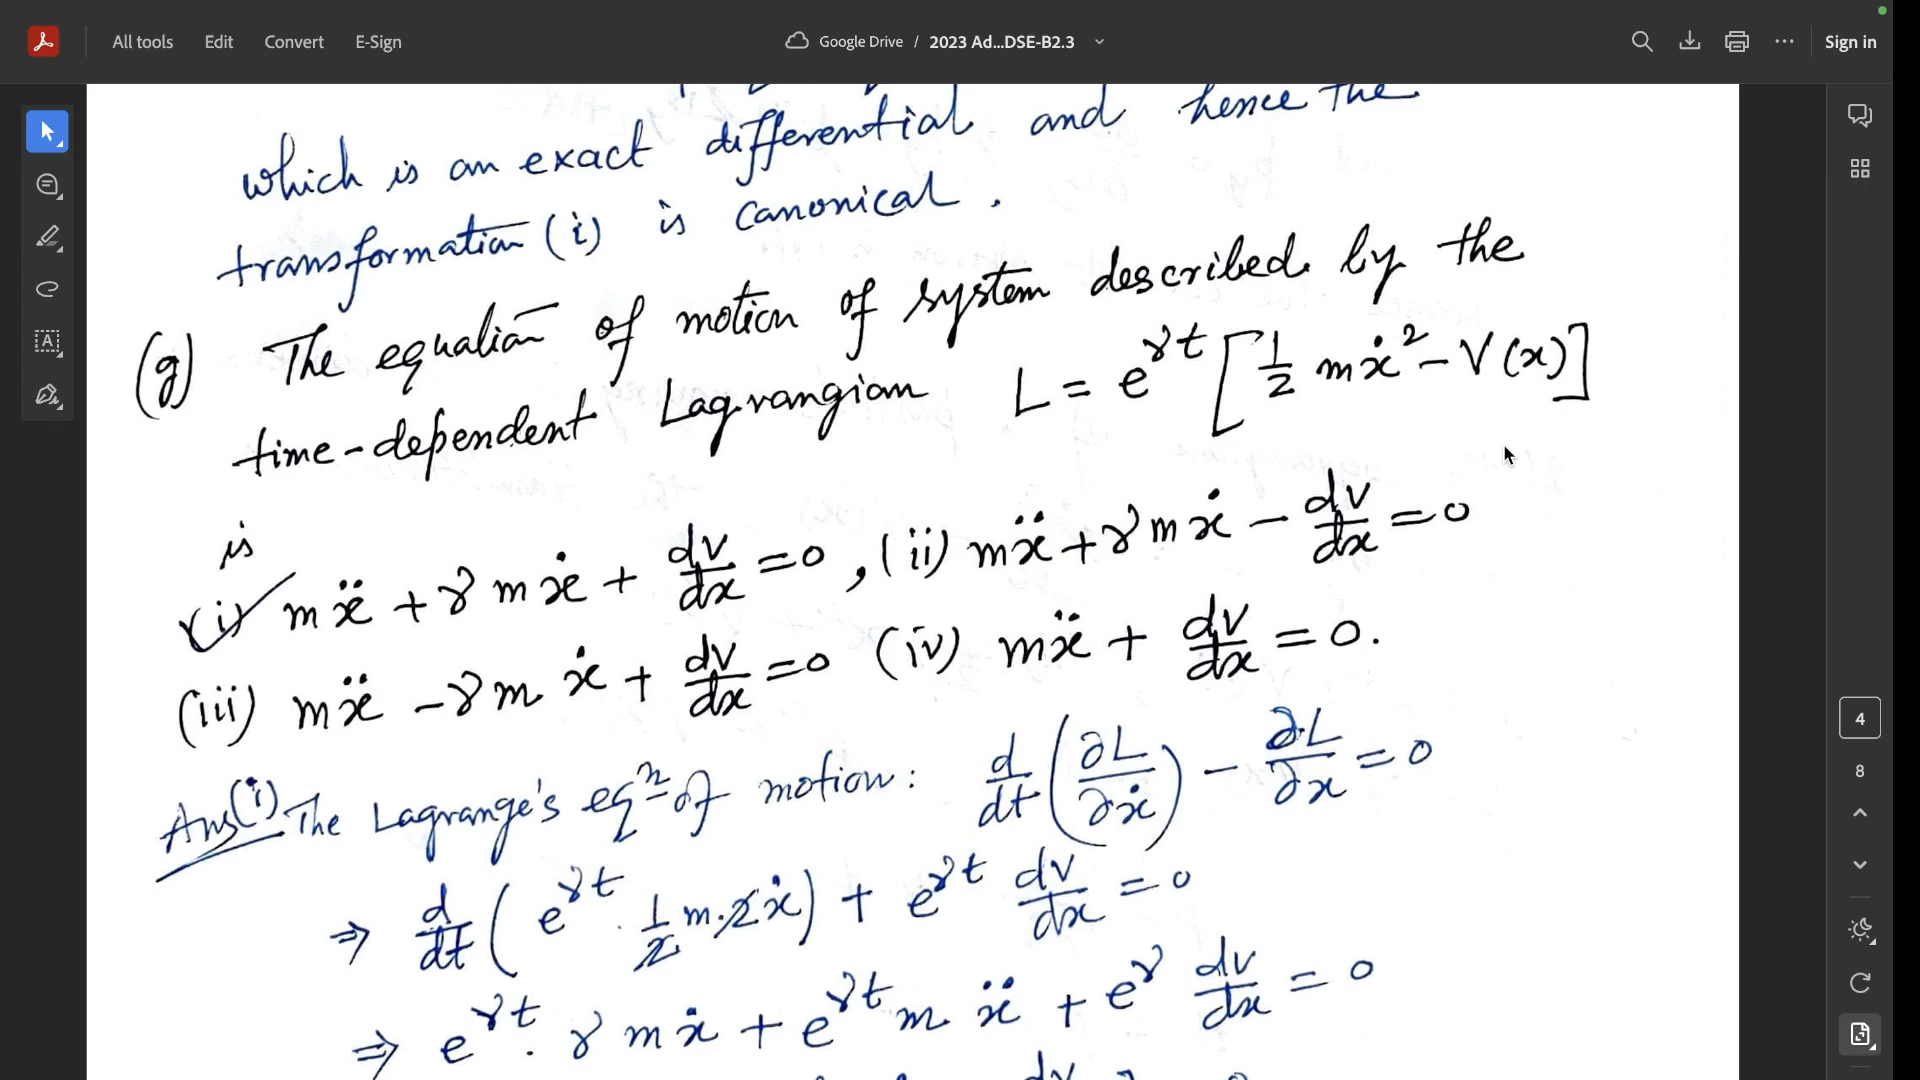 All tools Edit Convert E-Sign Google Drive / 2023 Ad...DSE-B2.3 Sign in
which is an exact differential and hence the
transformation (i) is canonical.
(g) The equation of motion of system described by the
time-dependent Lagrangian L = e^{γt} [1/2 mẋ² - V(x)]
is
(i) mẍ + γmẋ + dv/dx = 0, (ii) mẍ + γmẋ - dv/dx = 0
(iii) mẍ - γmẋ + dv/dx = 0 (iv) mẍ + dv/dx = 0.
Ans(i). The Lagrange's eqⁿ of motion: d/dt (∂L/∂ẋ) - ∂L/∂x = 0
⇒ d/dt (e^{γt} . 1/2 m.2ẋ) + e^{γt} dv/dx = 0
⇒ e^{γt} . γmẋ + e^{γt} mẍ + e^{γ} dv/dx = 0
4
8